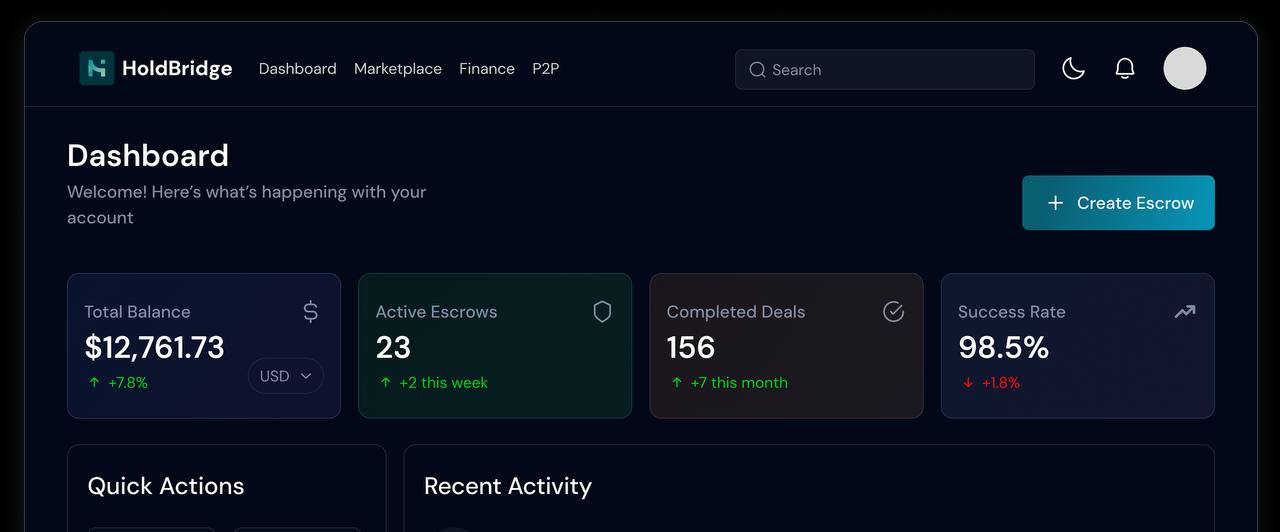 HoldBridge Dashboard Marketplace Finance P2P Search
Dashboard
Welcome! Here’s what’s happening with your
account
Create Escrow
Total Balance
$12,761.73
+7.8%
USD
Active Escrows
23
+2 this week
Completed Deals
156
+7 this month
Success Rate
98.5%
+1.8%
Quick Actions
Recent Activity